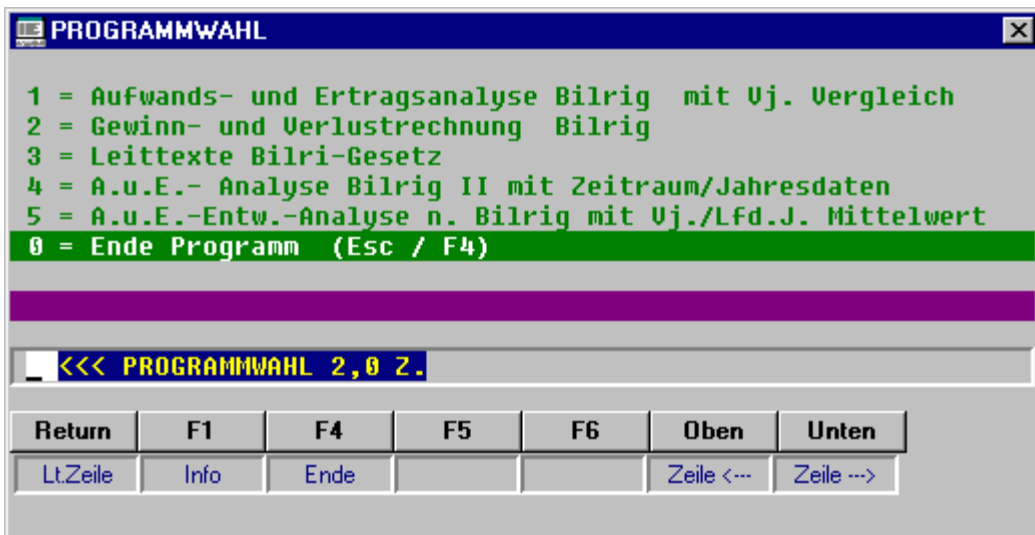 PROGRAMMWAHL
1 = Aufwands- und Ertragsanalyse Bilrig  mit Vj. Vergleich
2 = Gewinn- und Verlustrechnung  Bilrig
3 = Leittexte Bilri-Gesetz
4 = A.u.E.- Analyse Bilrig II mit Zeitraum/Jahresdaten
5 = A.u.E.-Entw.-Analyse n. Bilrig mit Vj./Lfd.J. Mittelwert
0 = Ende Programm  (Esc / F4)
_ <<< PROGRAMMWAHL 2,0 Z.
Return F1 F4 F5 F6 Oben Unten
Lt.Zeile Info Ende Zeile <--- Zeile --->